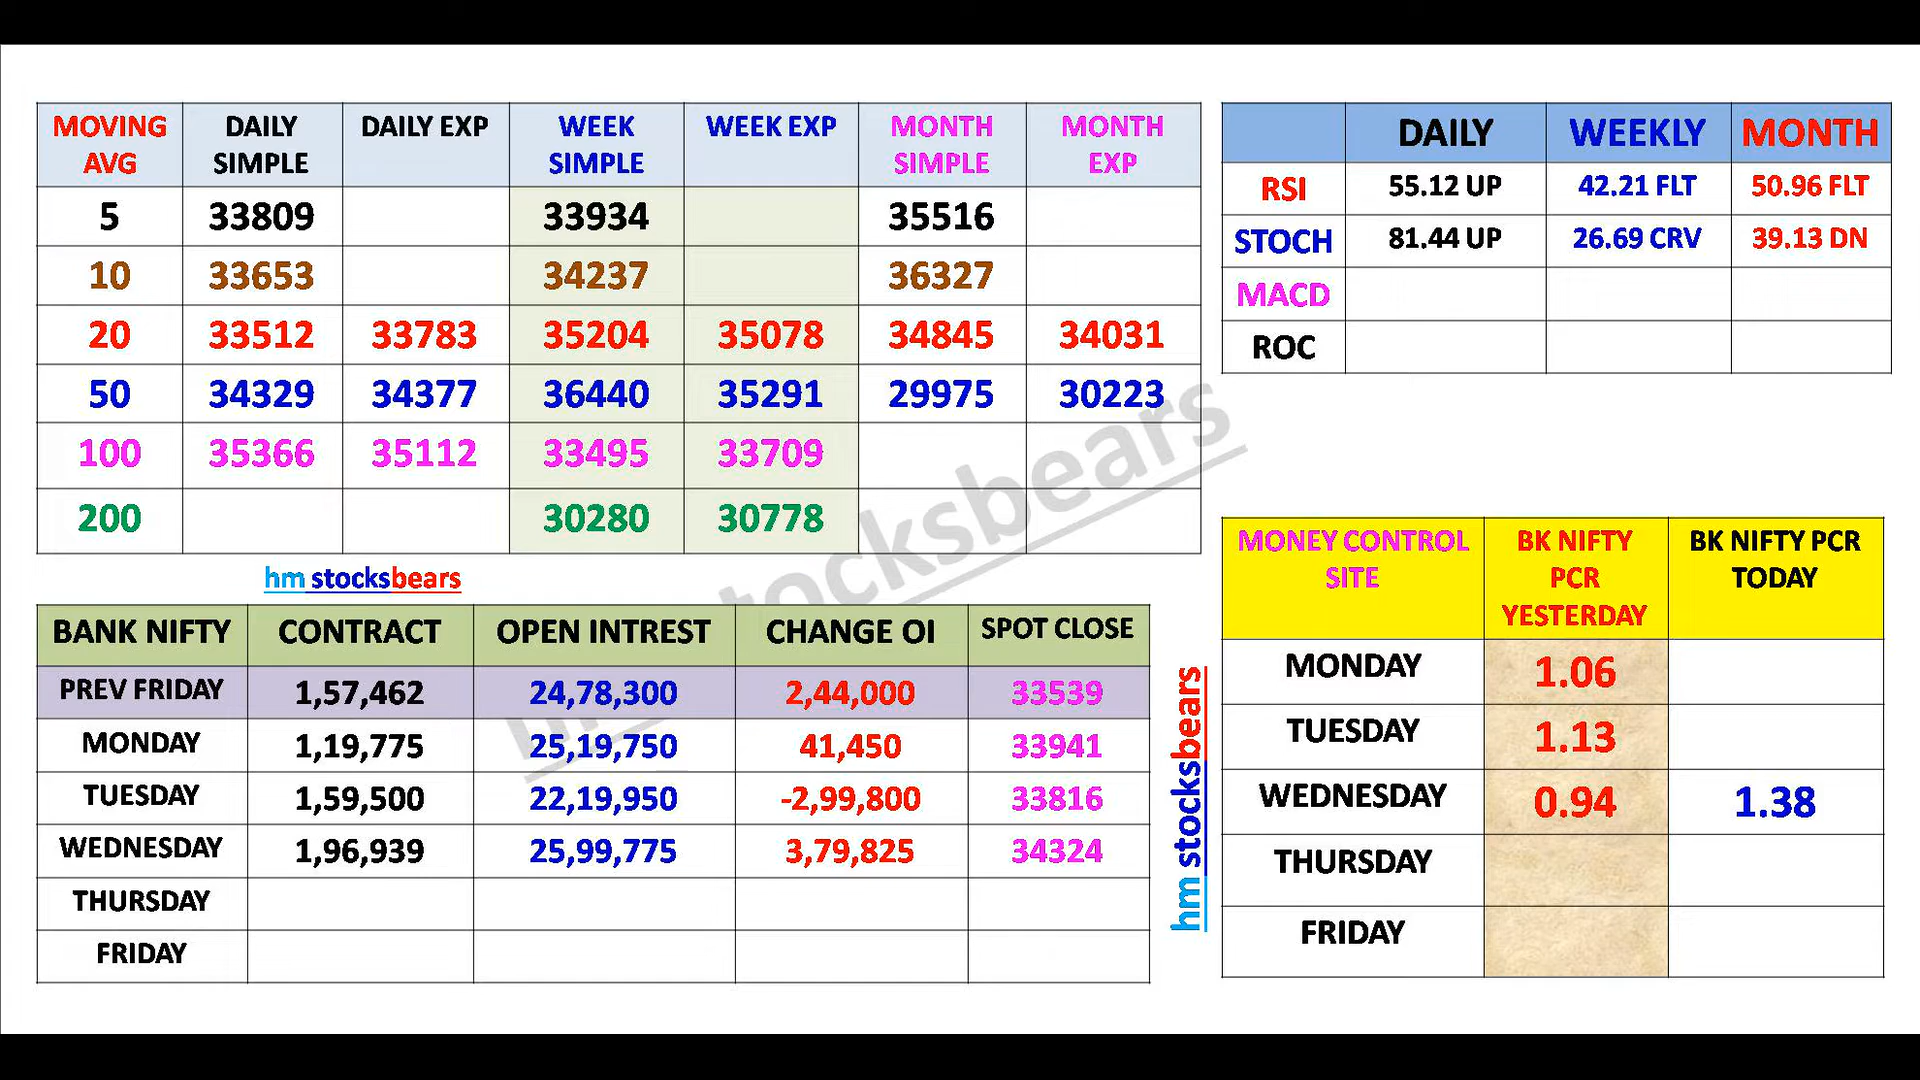 MOVING AVG DAILY SIMPLE DAILY EXP WEEK SIMPLE WEEK EXP MONTH SIMPLE MONTH EXP
5 33809 33934 35516
10 33653 34237 36327
20 33512 33783 35204 35078 34845 34031
50 34329 34377 36440 35291 29975 30223
100 35366 35112 33495 33709
200 30280 30778
hm stocksbears
DAILY WEEKLY MONTH
RSI 55.12 UP 42.21 FLT 50.96 FLT
STOCH 81.44 UP 26.69 CRV 39.13 DN
MACD
ROC
BANK NIFTY CONTRACT OPEN INTREST CHANGE OI SPOT CLOSE
PREV FRIDAY 1,57,462 24,78,300 2,44,000 33539
MONDAY 1,19,775 25,19,750 41,450 33941
TUESDAY 1,59,500 22,19,950 -2,99,800 33816
WEDNESDAY 1,96,939 25,99,775 3,79,825 34324
THURSDAY
FRIDAY
hm stocksbears
MONEY CONTROL SITE BK NIFTY PCR YESTERDAY BK NIFTY PCR TODAY
MONDAY 1.06
TUESDAY 1.13
WEDNESDAY 0.94 1.38
THURSDAY
FRIDAY